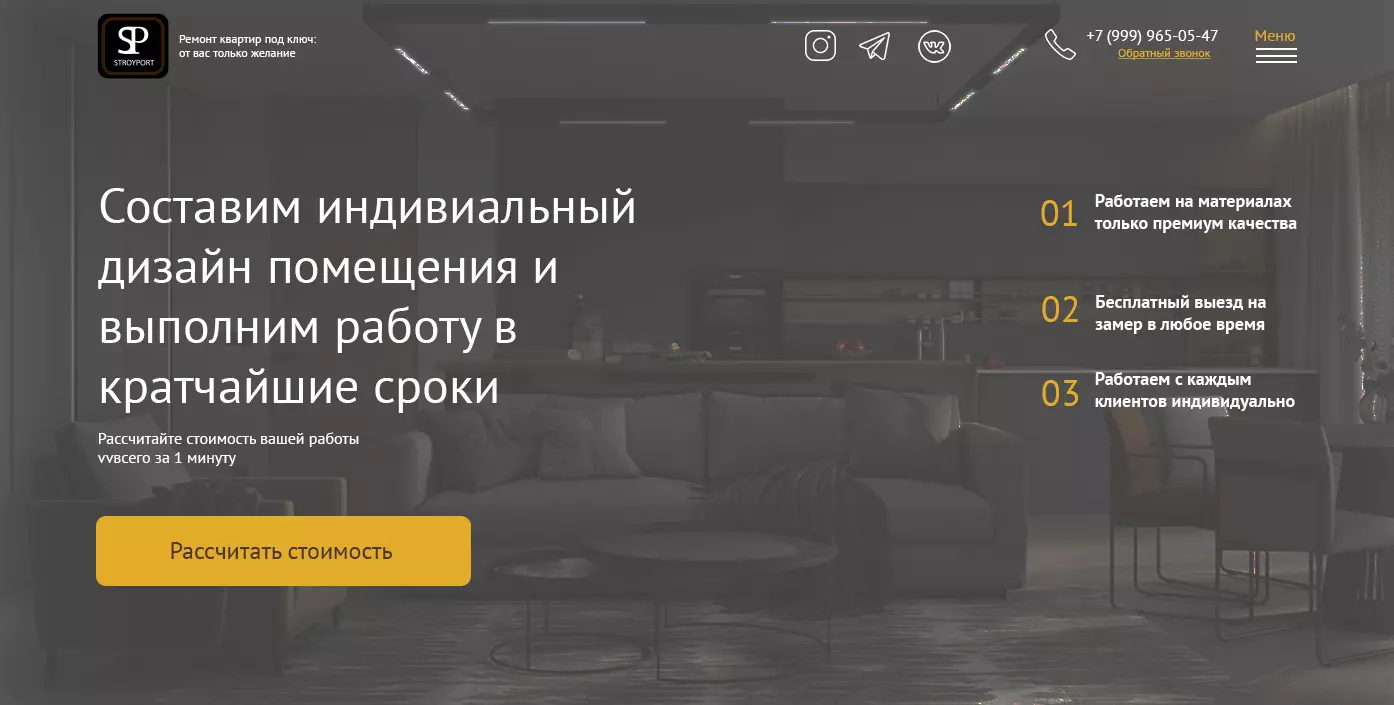 SP
STROYPORT
Ремонт квартир под ключ:
от вас только желание
+7 (999) 965-05-47
Обратный звонок
Меню
Составим индивиальный
дизайн помещения и
выполним работу в
кратчайшие сроки
Рассчитайте стоимость вашей работы
vvвсего за 1 минуту
Рассчитать стоимость
01
Работаем на материалах
только премиум качества
02
Бесплатный выезд на
замер в любое время
03
Работаем с каждым
клиентов индивидуально